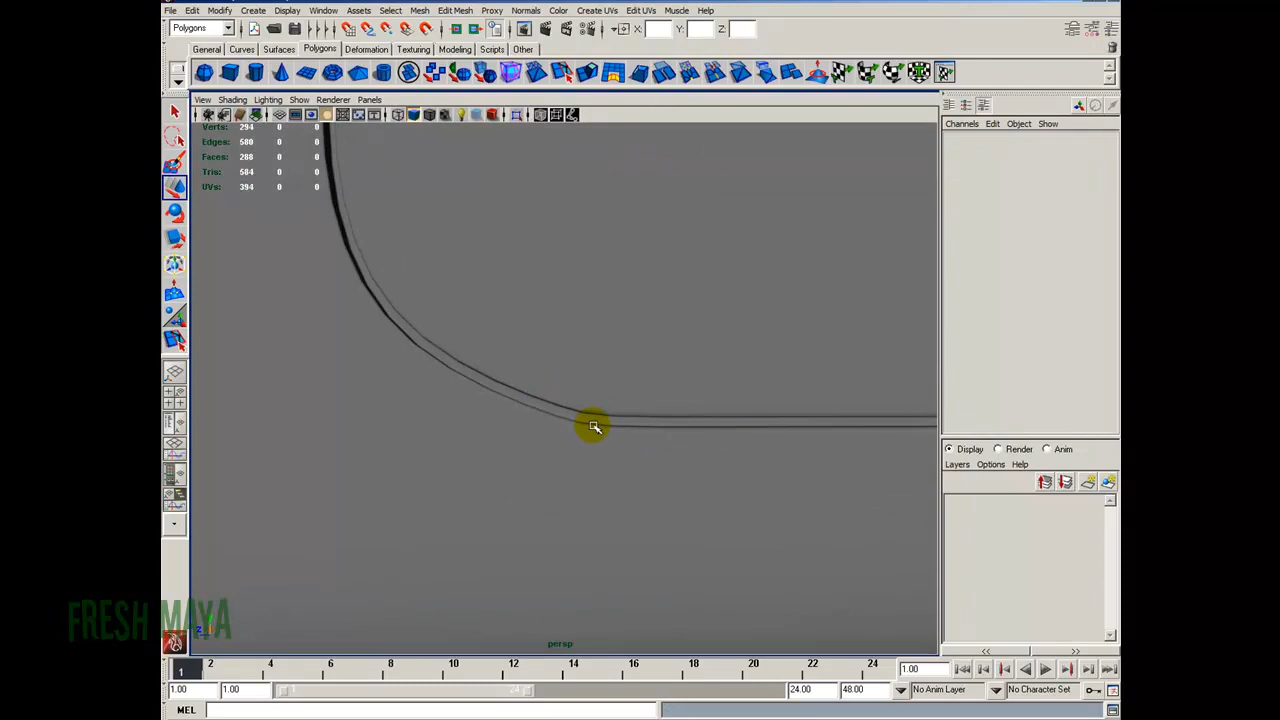 File Edit Modify Create Display Window Assets Select Mesh Edit Mesh Proxy Normals Color Create UVs Edit UVs Muscle Help
Polygons X: Y: Z:
General Curves Surfaces Polygons Deformation Texturing Modeling Scripts Other
View Shading Lighting Show Renderer Panels
Channels Edit Object Show
Verts: 294 0 0
Edges: 580 0 0
Faces: 288 0 0
Tris: 584 0 0
UVs: 394 0 0
Display Render Anim
Layers Options Help
FRESH MAYA
persp
1 2 4 6 8 10 12 14 16 18 20 22 24 1.00
1.00 1.00 1 24 24.00 48.00 No Anim Layer No Character Set
MEL